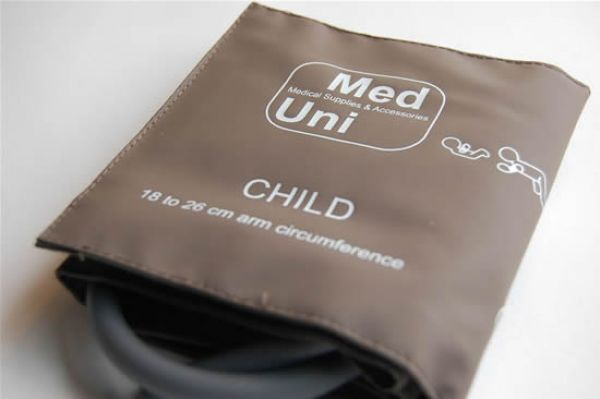 Med
Medical Supplies & Accessories
Uni
CHILD
18 to 26 cm arm circumference